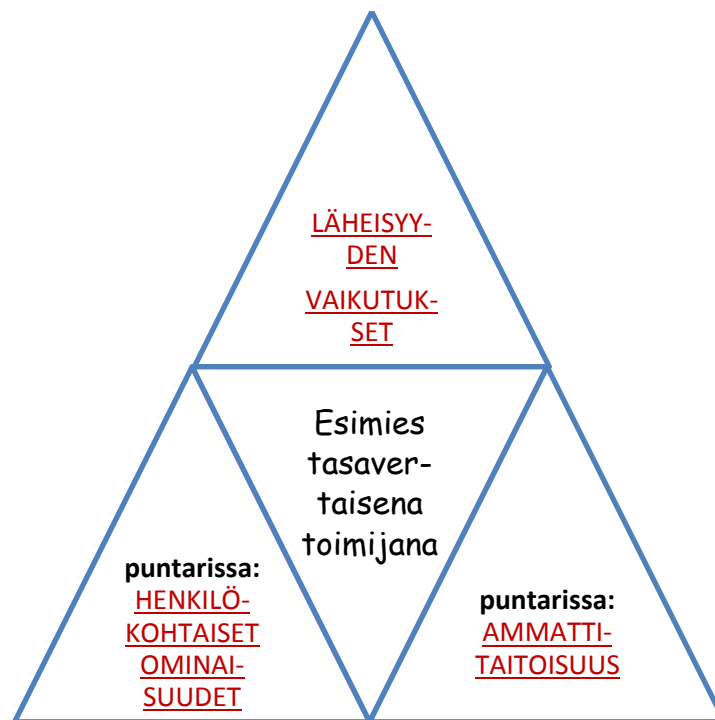 LÄHEISYY-
DEN
VAIKUTUK-
SET
Esimies
tasaver-
taisena
toimijana
puntarissa:
HENKILÖ-
KOHTAISET
OMINAI-
SUUDET
puntarissa:
AMMATTI-
TAITOISUUS